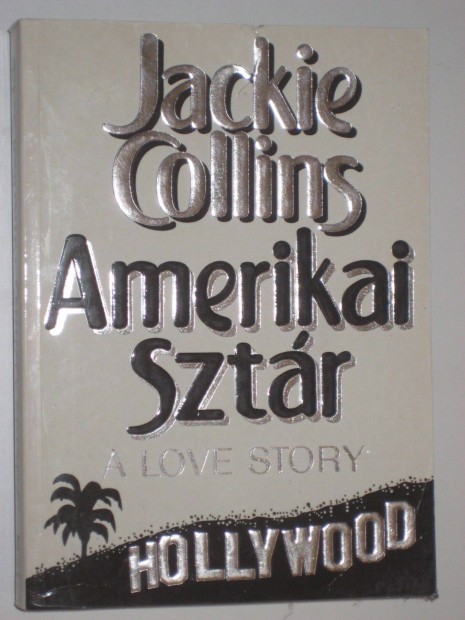 Jackie
Collins
Amerikai
Sztár
A LOVE STORY
HOLLYWOOD